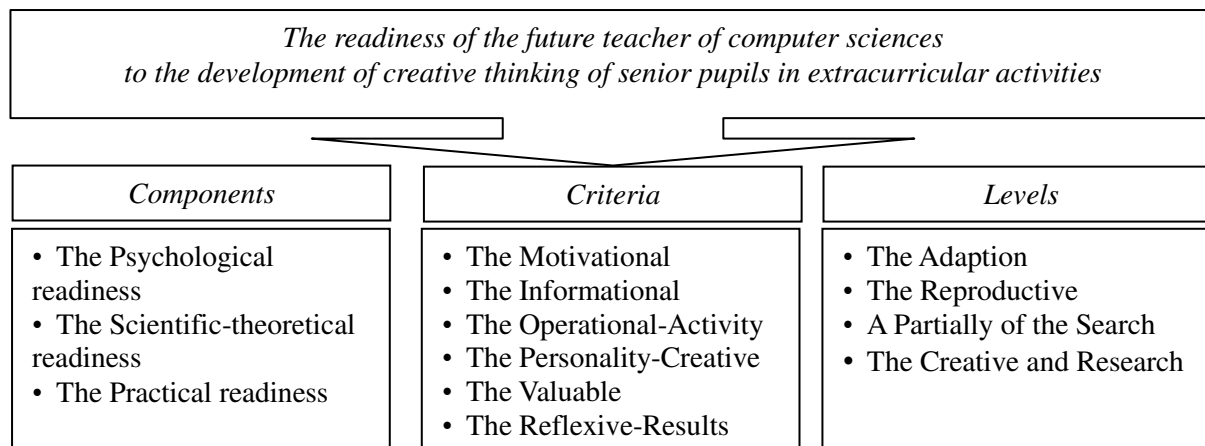 The readiness of the future teacher of computer sciences
to the development of creative thinking of senior pupils in extracurricular activities
Components
• The Psychological
readiness
• The Scientific-theoretical
readiness
• The Practical readiness
Criteria
• The Motivational
• The Informational
• The Operational-Activity
• The Personality-Creative
• The Valuable
• The Reflexive-Results
Levels
• The Adaption
• The Reproductive
• A Partially of the Search
• The Creative and Research